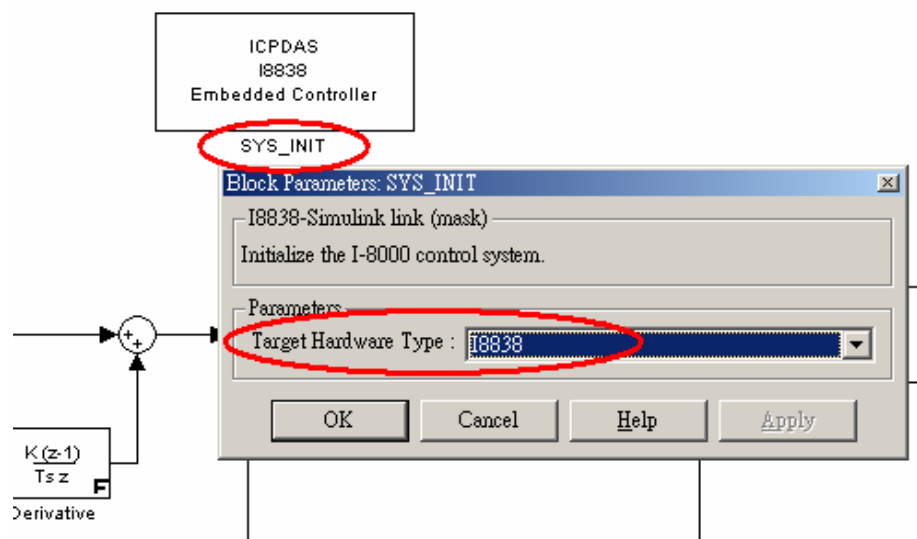 ICPDAS
I8838
Embedded Controller
SYS_INIT
Block Parameters: SYS_INIT
I8838-Simulink link (mask)
Initialize the I-8000 control system.
Parameters
Target Hardware Type :
I8838
OK
Cancel
Help
Apply
+
+
K (z-1)
Ts z
F
Derivative